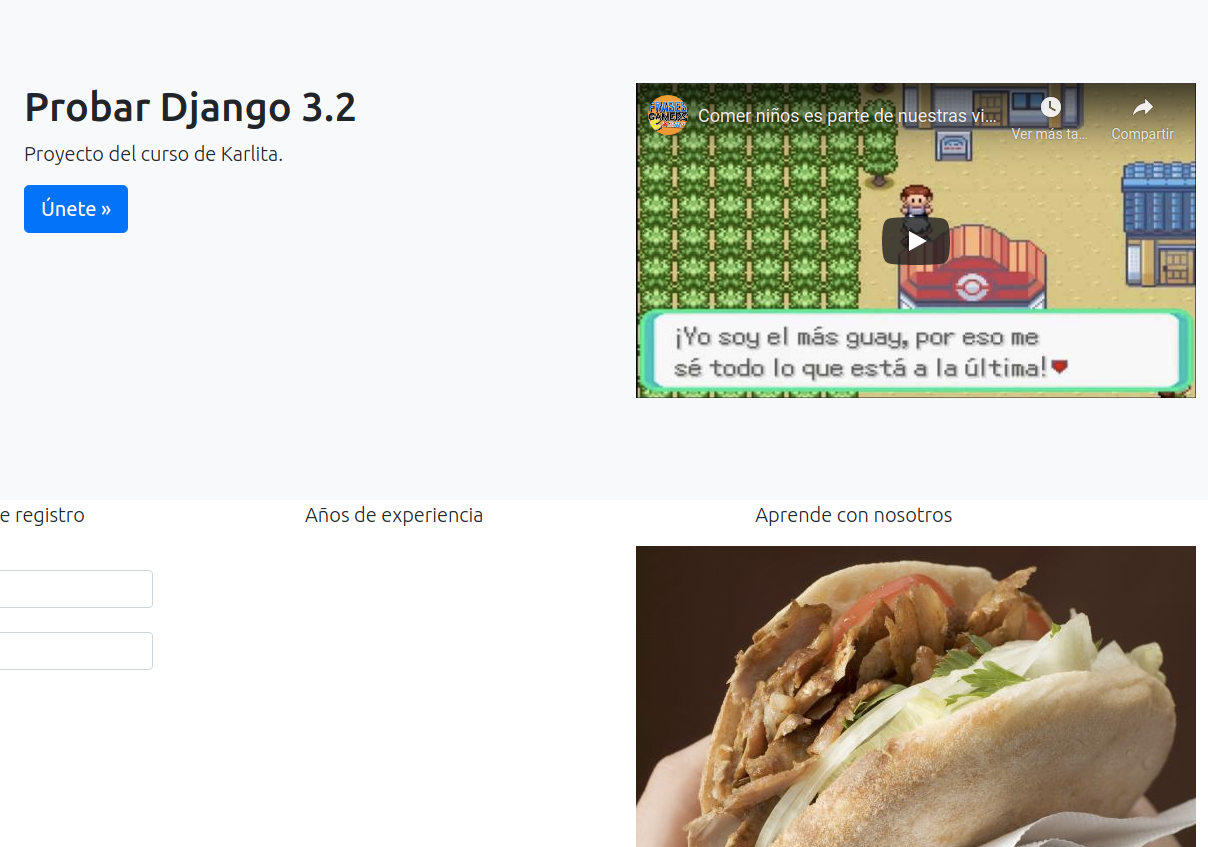 Probar Django 3.2
Proyecto del curso de Karlita.
Únete »
FRASES
GAMERS
Comer niños es parte de nuestras vi...
Ver más ta...
Compartir
¡Yo soy el más guay, por eso me
sé todo lo que está a la última!
e registro
Años de experiencia
Aprende con nosotros